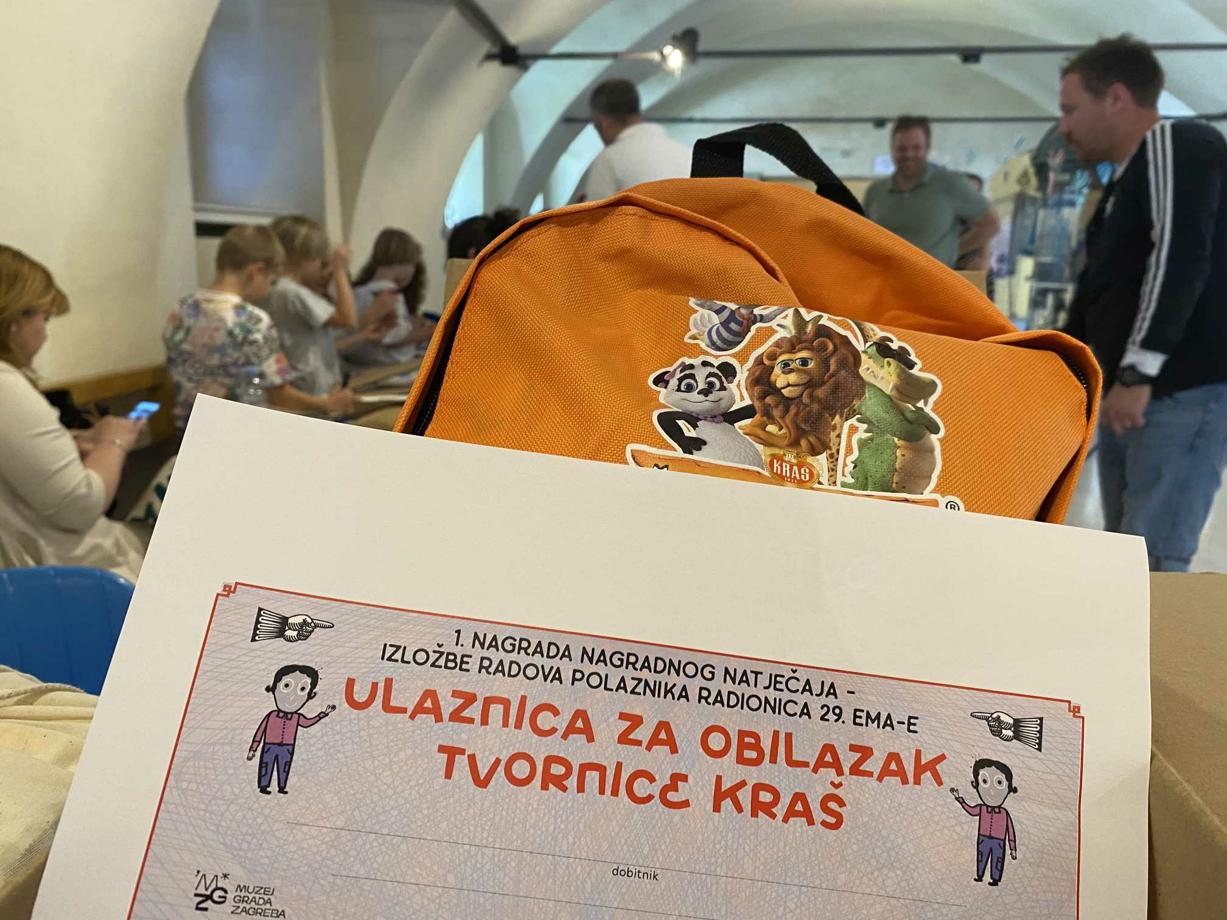 KRAŠ
®
1. NAGRADA NAGRADNOG NATJEČAJA -
IZLOŽBE RADOVA POLAZNIKA RADIONICA 29. EMA-E
ULAZNICA ZA OBILAZAK
TVORNICE KRAŠ
dobitnik
MUZEJ
GRADA
ZAGREBA